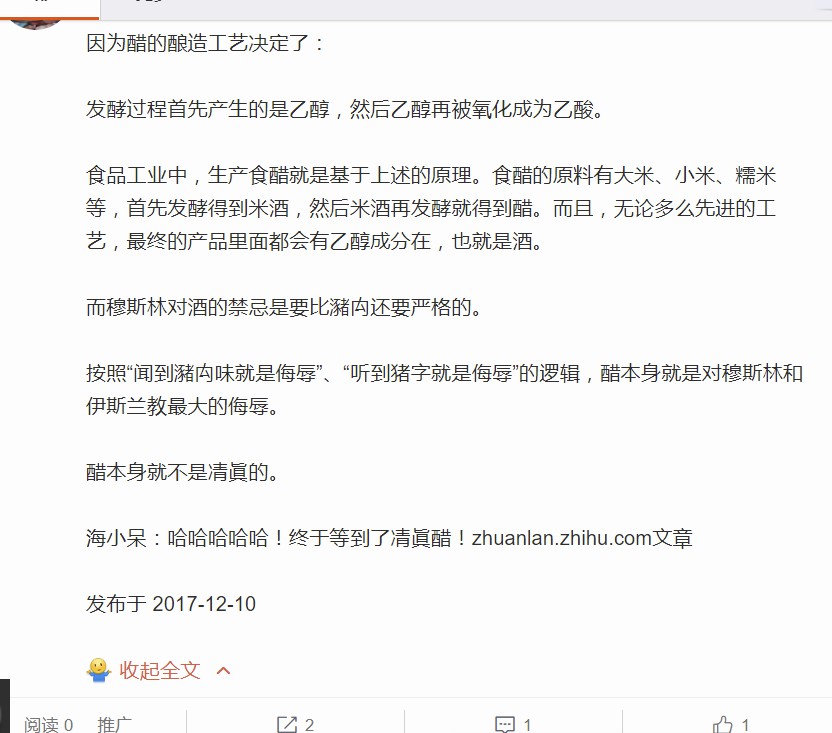 因为醋的酿造工艺决定了：
发酵过程首先产生的是乙醇，然后乙醇再被氧化成为乙酸。
食品工业中，生产食醋就是基于上述的原理。食醋的原料有大米、小米、糯米
等，首先发酵得到米酒，然后米酒再发酵就得到醋。而且，无论多么先进的工
艺，最终的产品里面都会有乙醇成分在，也就是酒。
而穆斯林对酒的禁忌是要比豬禸还要严格的。
按照“闻到豬禸味就是侮辱”、“听到猪字就是侮辱”的逻辑，醋本身就是对穆斯林和
伊斯兰教最大的侮辱。
醋本身就不是凊眞的。
海小呆：哈哈哈哈哈！终于等到了凊眞醋！zhuanlan.zhihu.com文章
发布于 2017-12-10
收起全文
阅读 0 推广 2 1 1